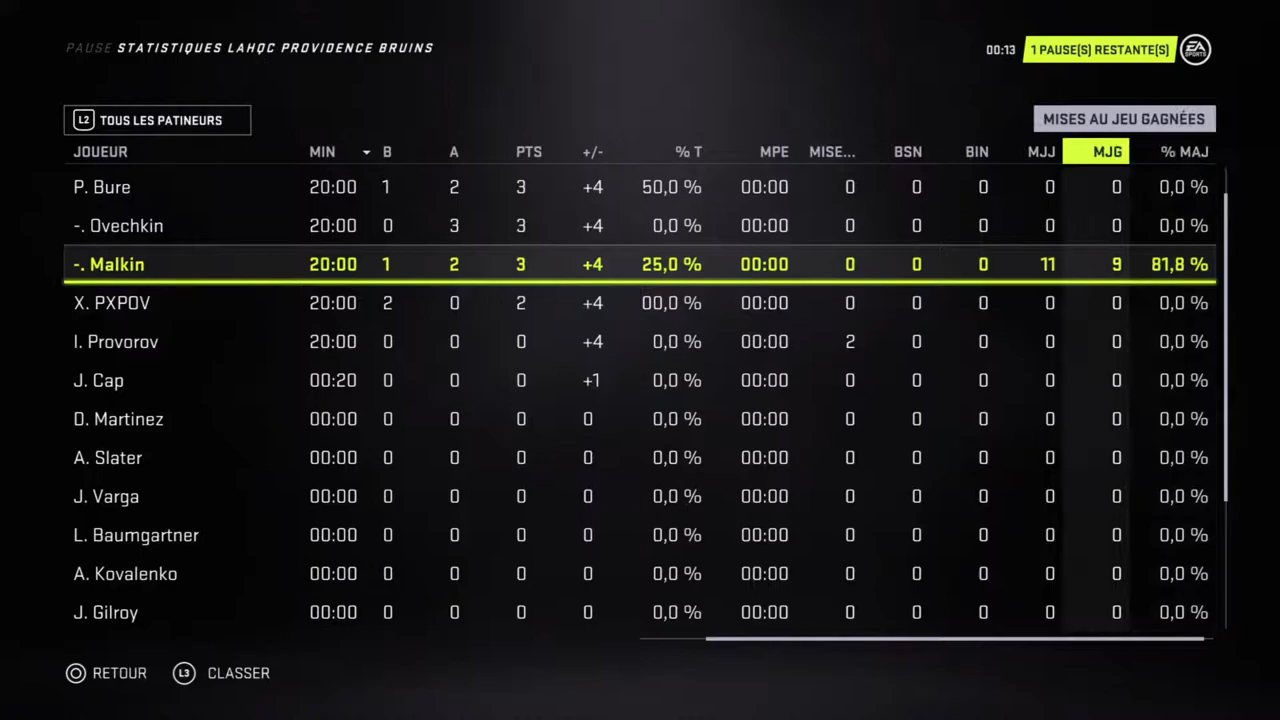 PAUSE STATISTIQUES LAHQC PROVIDENCE BRUINS
00:13 1 PAUSE(S) RESTANTE(S) EA SPORTS
L2 TOUS LES PATINEURS
MISES AU JEU GAGNÉES
JOUEUR MIN B A PTS +/- % T MPE MISE... BSN BIN MJJ MJG % MAJ
P. Bure 20:00 1 2 3 +4 50,0 % 00:00 0 0 0 0 0 0,0 %
-. Ovechkin 20:00 0 3 3 +4 0,0 % 00:00 0 0 0 0 0 0,0 %
-. Malkin 20:00 1 2 3 +4 25,0 % 00:00 0 0 0 11 9 81,8 %
X. PXPOV 20:00 2 0 2 +4 00,0 % 00:00 0 0 0 0 0 0,0 %
I. Provorov 20:00 0 0 0 +4 0,0 % 00:00 2 0 0 0 0 0,0 %
J. Cap 00:20 0 0 0 +1 0,0 % 00:00 0 0 0 0 0 0,0 %
D. Martinez 00:00 0 0 0 0 0,0 % 00:00 0 0 0 0 0 0,0 %
A. Slater 00:00 0 0 0 0 0,0 % 00:00 0 0 0 0 0 0,0 %
J. Varga 00:00 0 0 0 0 0,0 % 00:00 0 0 0 0 0 0,0 %
L. Baumgartner 00:00 0 0 0 0 0,0 % 00:00 0 0 0 0 0 0,0 %
A. Kovalenko 00:00 0 0 0 0 0,0 % 00:00 0 0 0 0 0 0,0 %
J. Gilroy 00:00 0 0 0 0 0,0 % 00:00 0 0 0 0 0 0,0 %
RETOUR L3 CLASSER